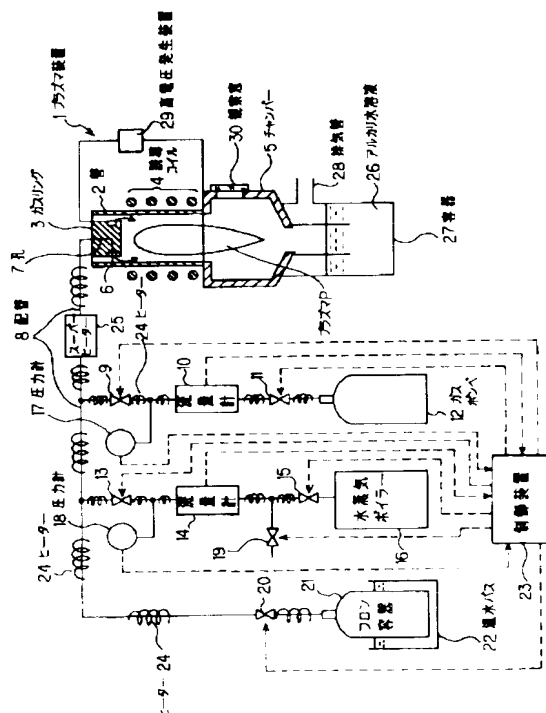 1 プラズマ装置
29 高電圧発生装置
2 管
3 ガスリング
4 誘導コイル
30 観察窓
5 チャンバー
28 排気管
26 アルカリ水溶液
27 容器
7 孔
6
プラズマP
8 配管
スーパーヒーター
25
24 ヒーター
9
10
流量計
11
12 ガスボンベ
17 圧力計
13
18 圧力計
14
流量計
15
水蒸気ボイラー
16
19
24 ヒーター
20
21
フロン容器
22 温水バス
制御装置
23
ヒーター 24